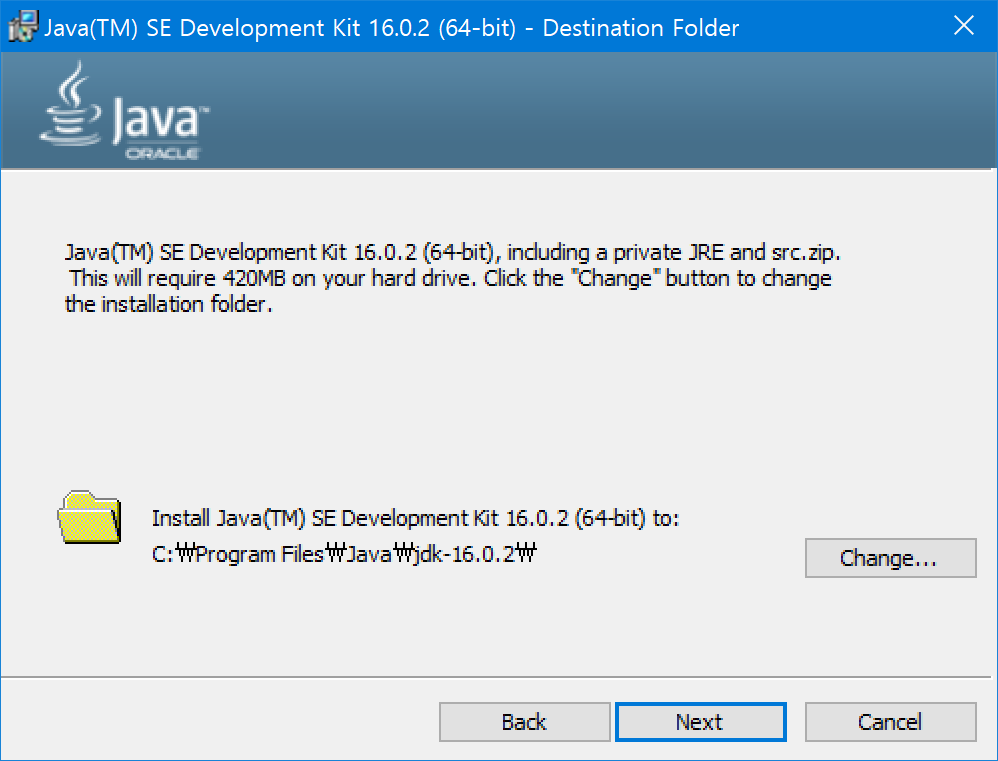 Java(TM) SE Development Kit 16.0.2 (64-bit) - Destination Folder
Java™
ORACLE
Java(TM) SE Development Kit 16.0.2 (64-bit), including a private JRE and src.zip.
This will require 420MB on your hard drive. Click the "Change" button to change
the installation folder.
Install Java(TM) SE Development Kit 16.0.2 (64-bit) to:
C:₩Program Files₩Java₩jdk-16.0.2₩
Change...
Back
Next
Cancel